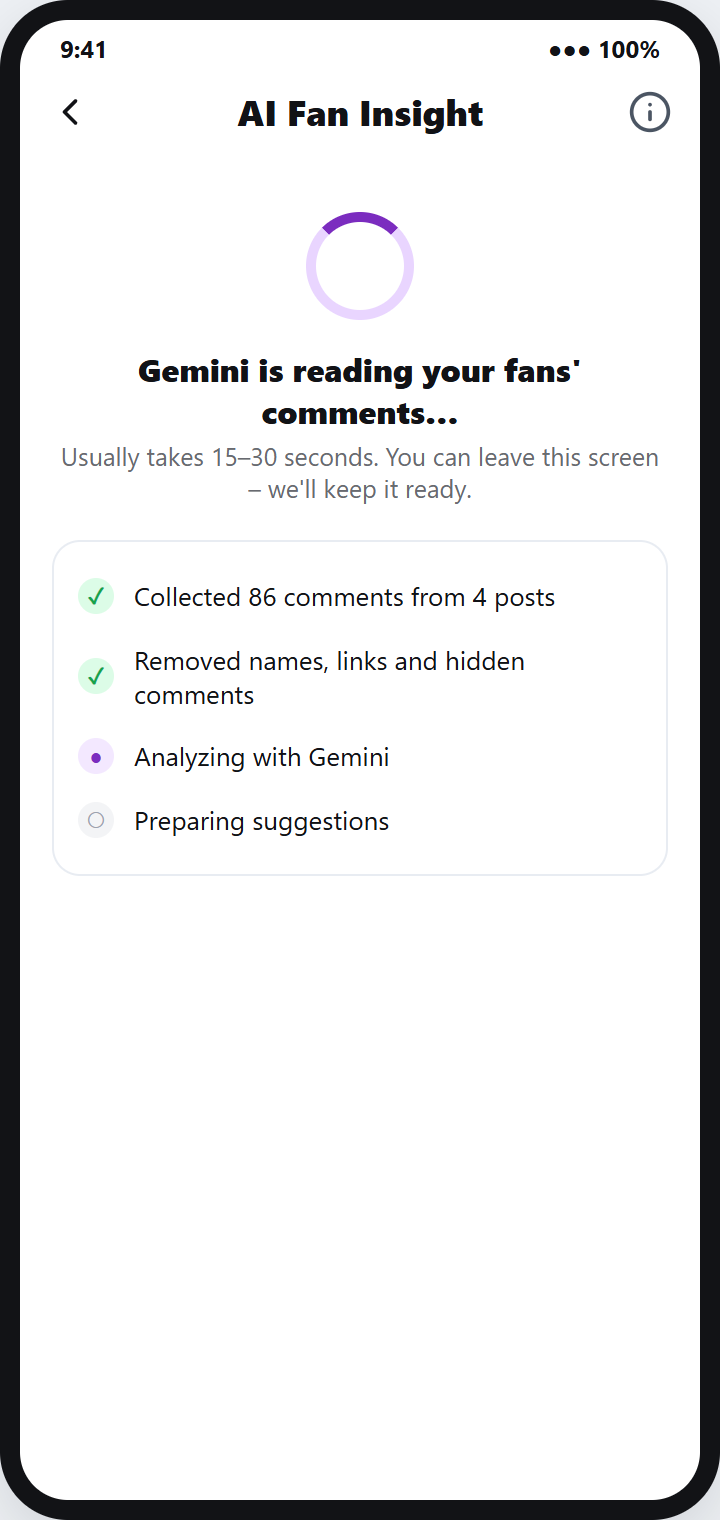 9:41
●●● 100%
AI Fan Insight
Gemini is reading your fans'
comments...
Usually takes 15–30 seconds. You can leave this screen
– we'll keep it ready.
✓ Collected 86 comments from 4 posts
✓ Removed names, links and hidden
comments
● Analyzing with Gemini
○ Preparing suggestions